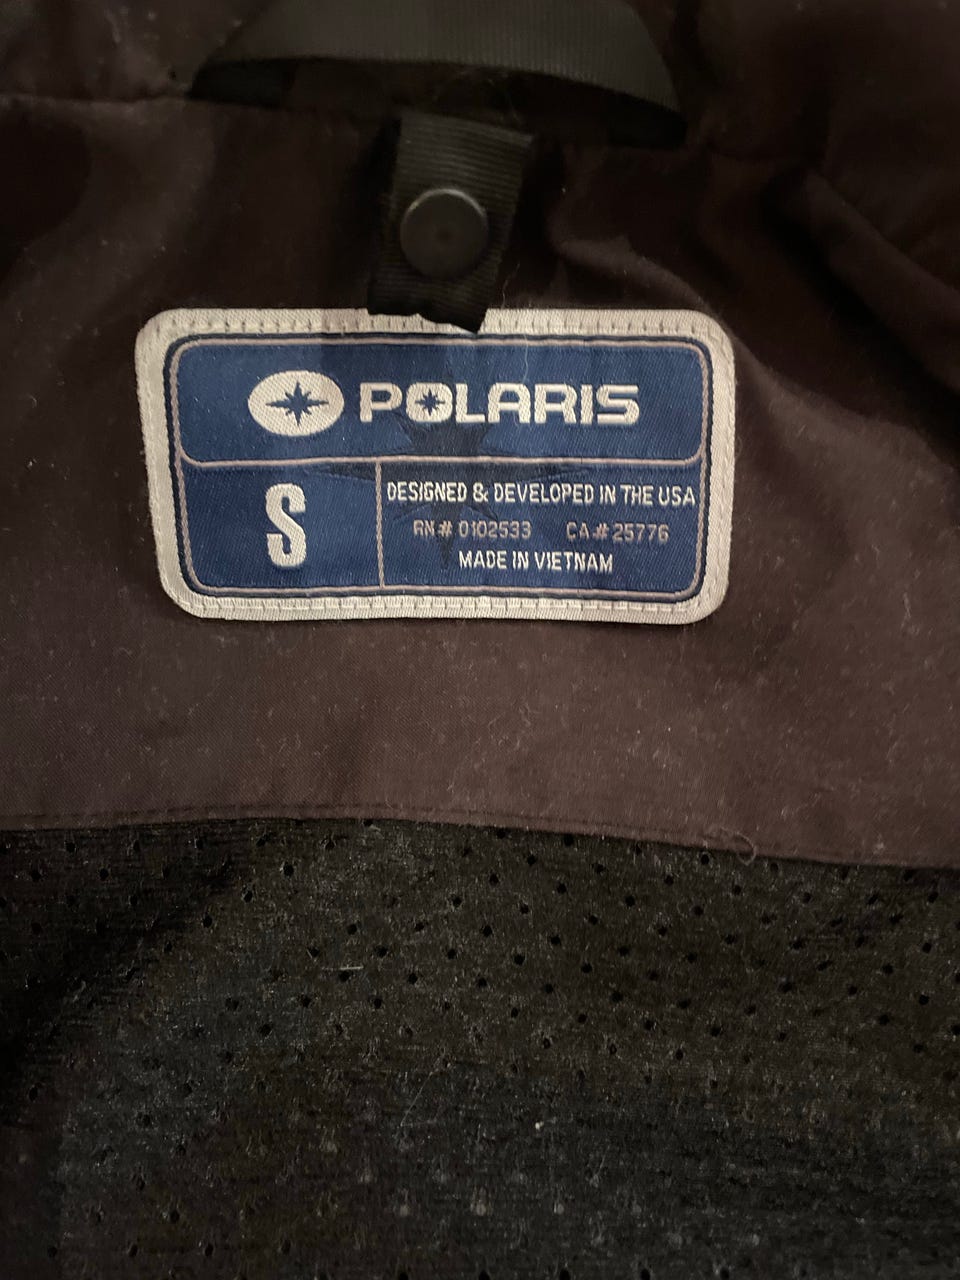 POLARIS
S
DESIGNED & DEVELOPED IN THE USA
RN# 0102533 CA# 25776
MADE IN VIETNAM